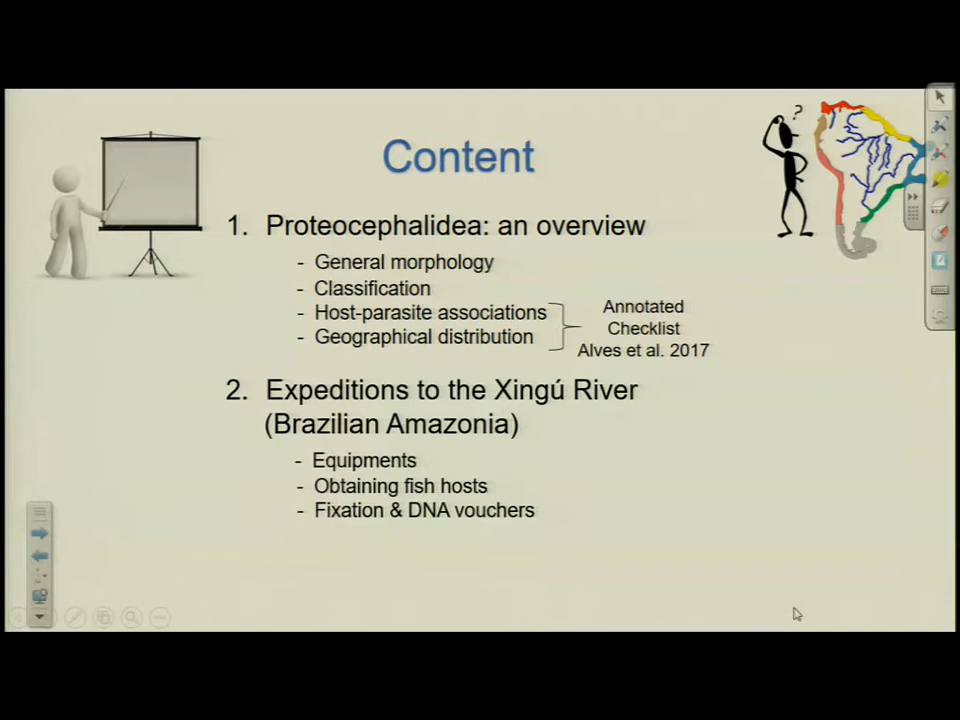 Content
?
1. Proteocephalidea: an overview
- General morphology
- Classification
- Host-parasite associations
- Geographical distribution
Annotated
Checklist
Alves et al. 2017
2. Expeditions to the Xingú River
(Brazilian Amazonia)
- Equipments
- Obtaining fish hosts
- Fixation & DNA vouchers